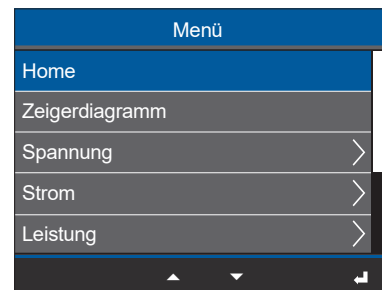 Menü
Home
Zeigerdiagramm
Spannung
Strom
Leistung